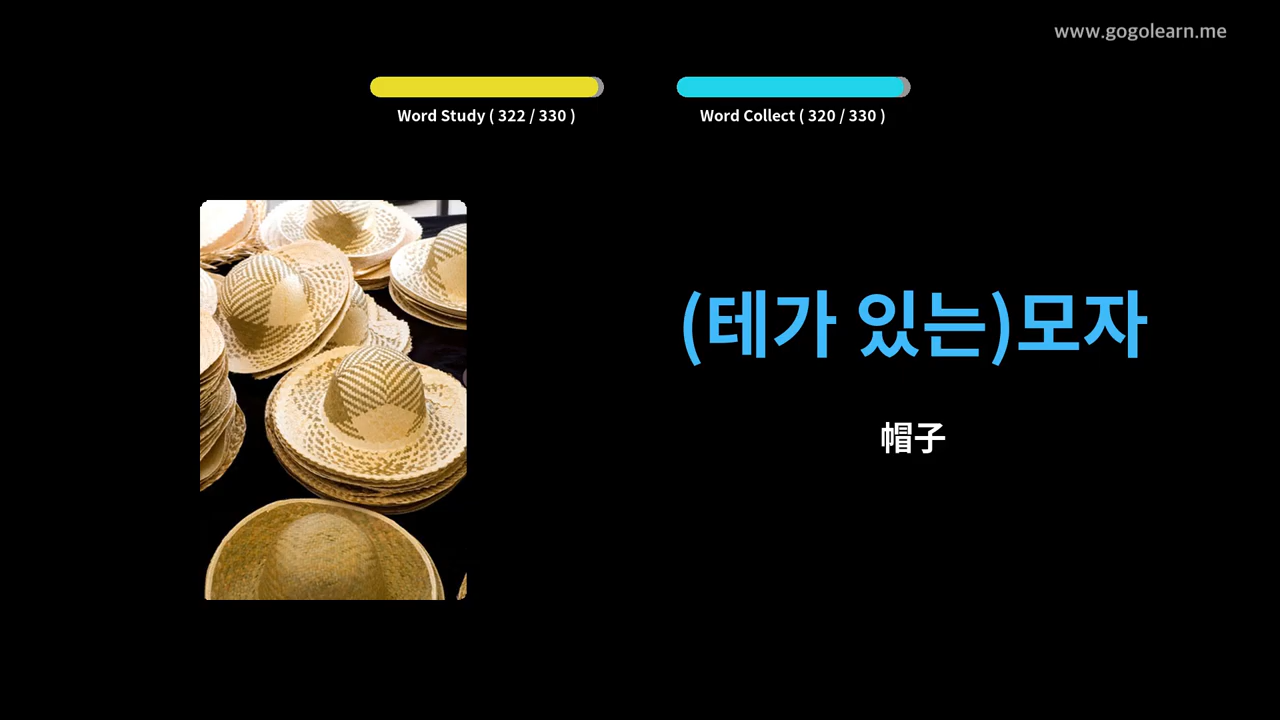 www.gogolearn.me
Word Study ( 322 / 330 )
Word Collect ( 320 / 330 )
(테가 있는)모자
帽子